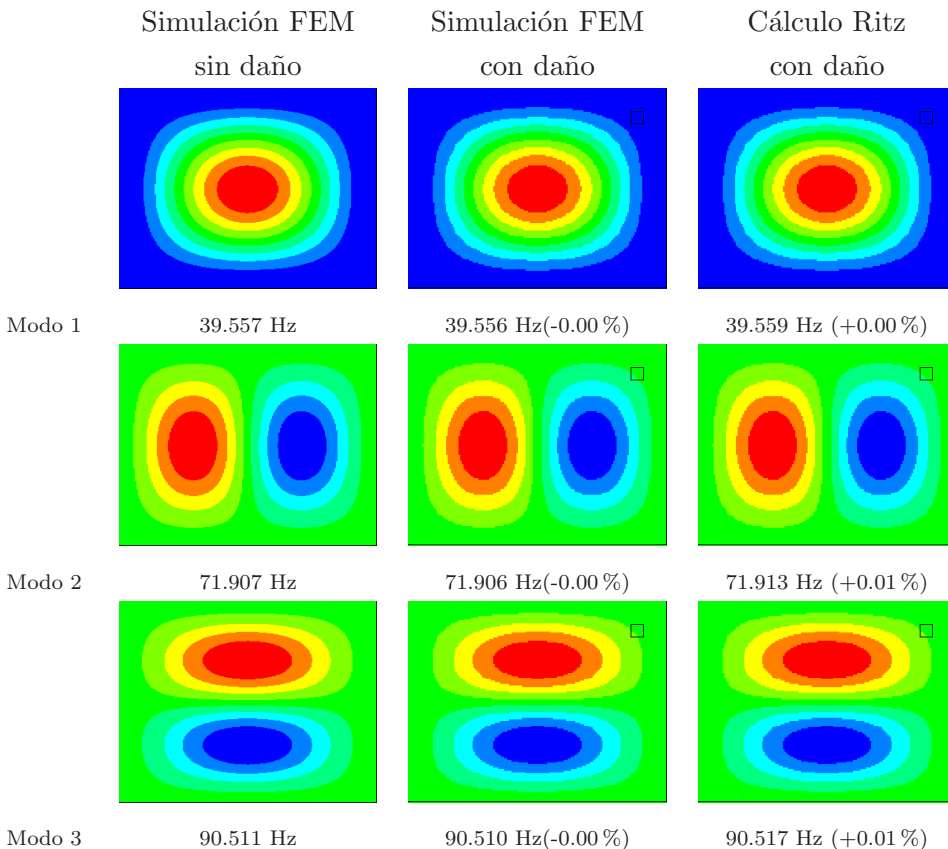 Simulación FEM Simulación FEM Cálculo Ritz
sin daño con daño con daño
Modo 1 39.557 Hz 39.556 Hz(-0.00 %) 39.559 Hz (+0.00 %)
Modo 2 71.907 Hz 71.906 Hz(-0.00 %) 71.913 Hz (+0.01 %)
Modo 3 90.511 Hz 90.510 Hz(-0.00 %) 90.517 Hz (+0.01 %)